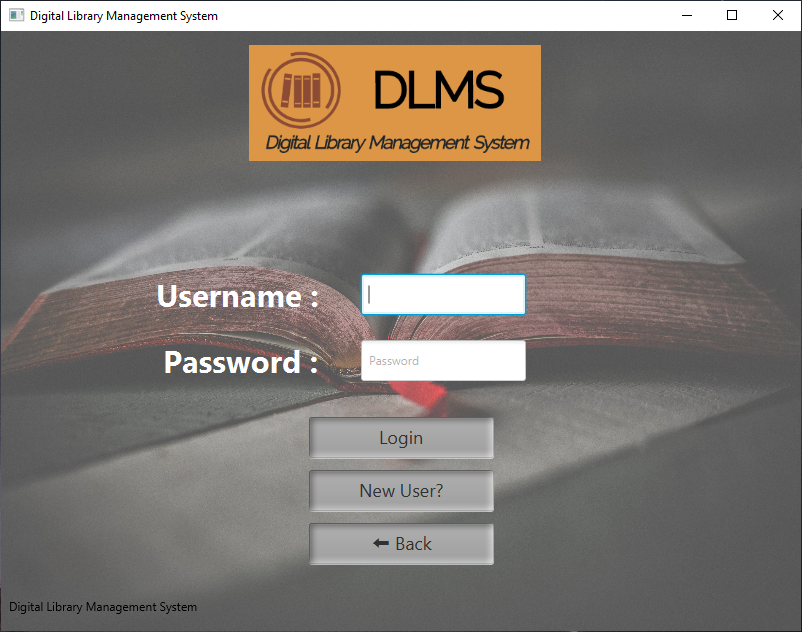 Digital Library Management System
DLMS
Digital Library Management System
Username :
Password :
Password
Login
New User?
⬅ Back
Digital Library Management System